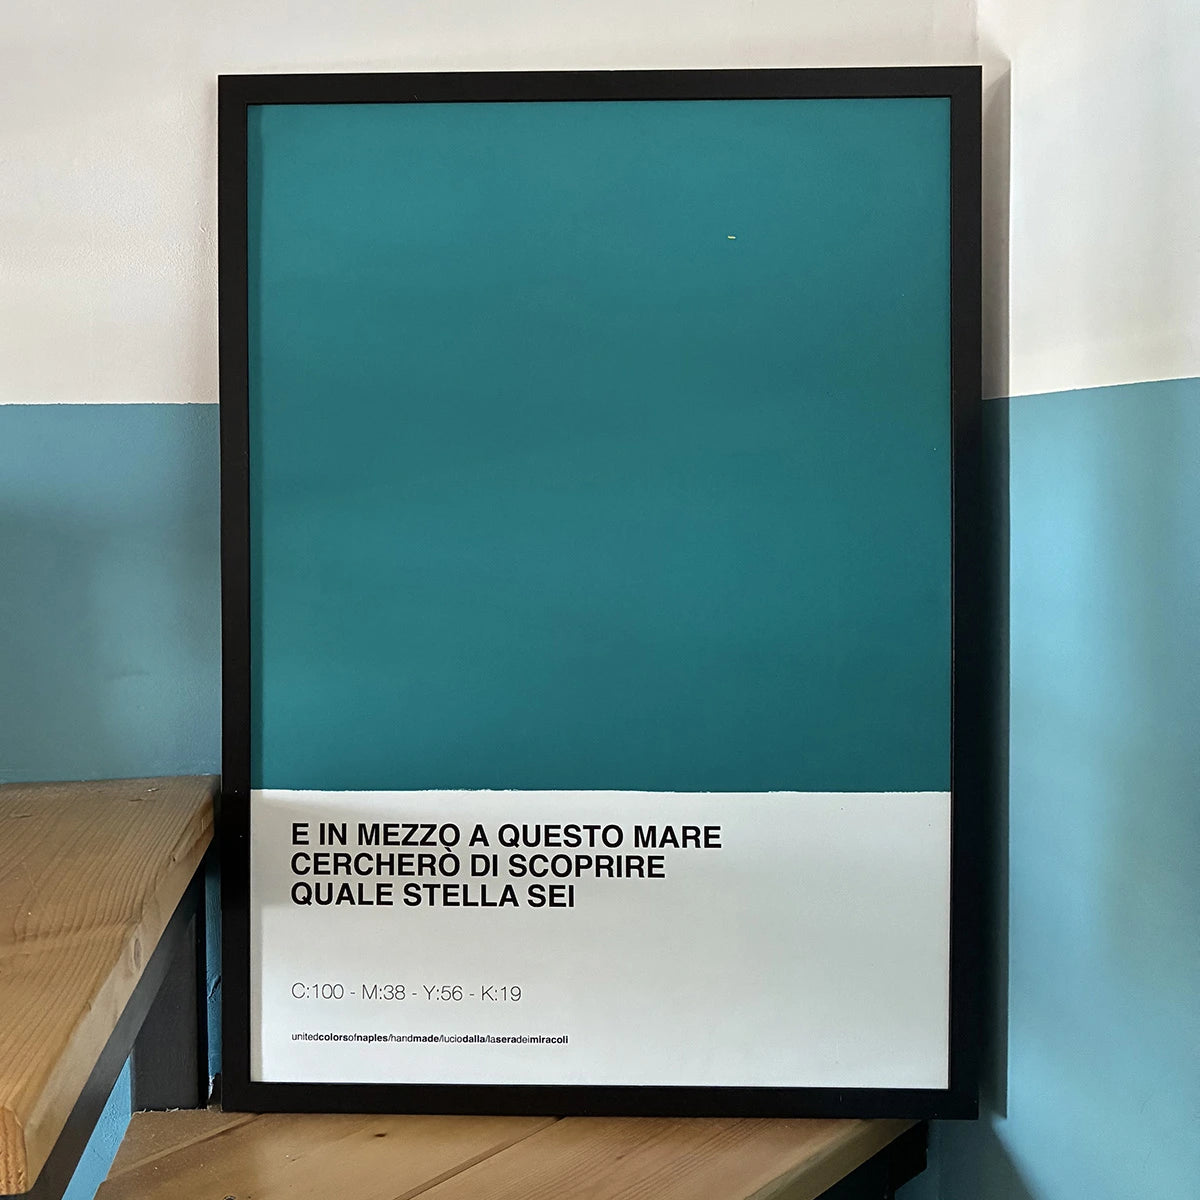 E IN MEZZO A QUESTO MARE
CERCHERÒ DI SCOPRIRE
QUALE STELLA SEI
C:100 - M:38 - Y:56 - K:19
unitedcolorsofnaples/handmade/luciodalla/laseradeimiracoli